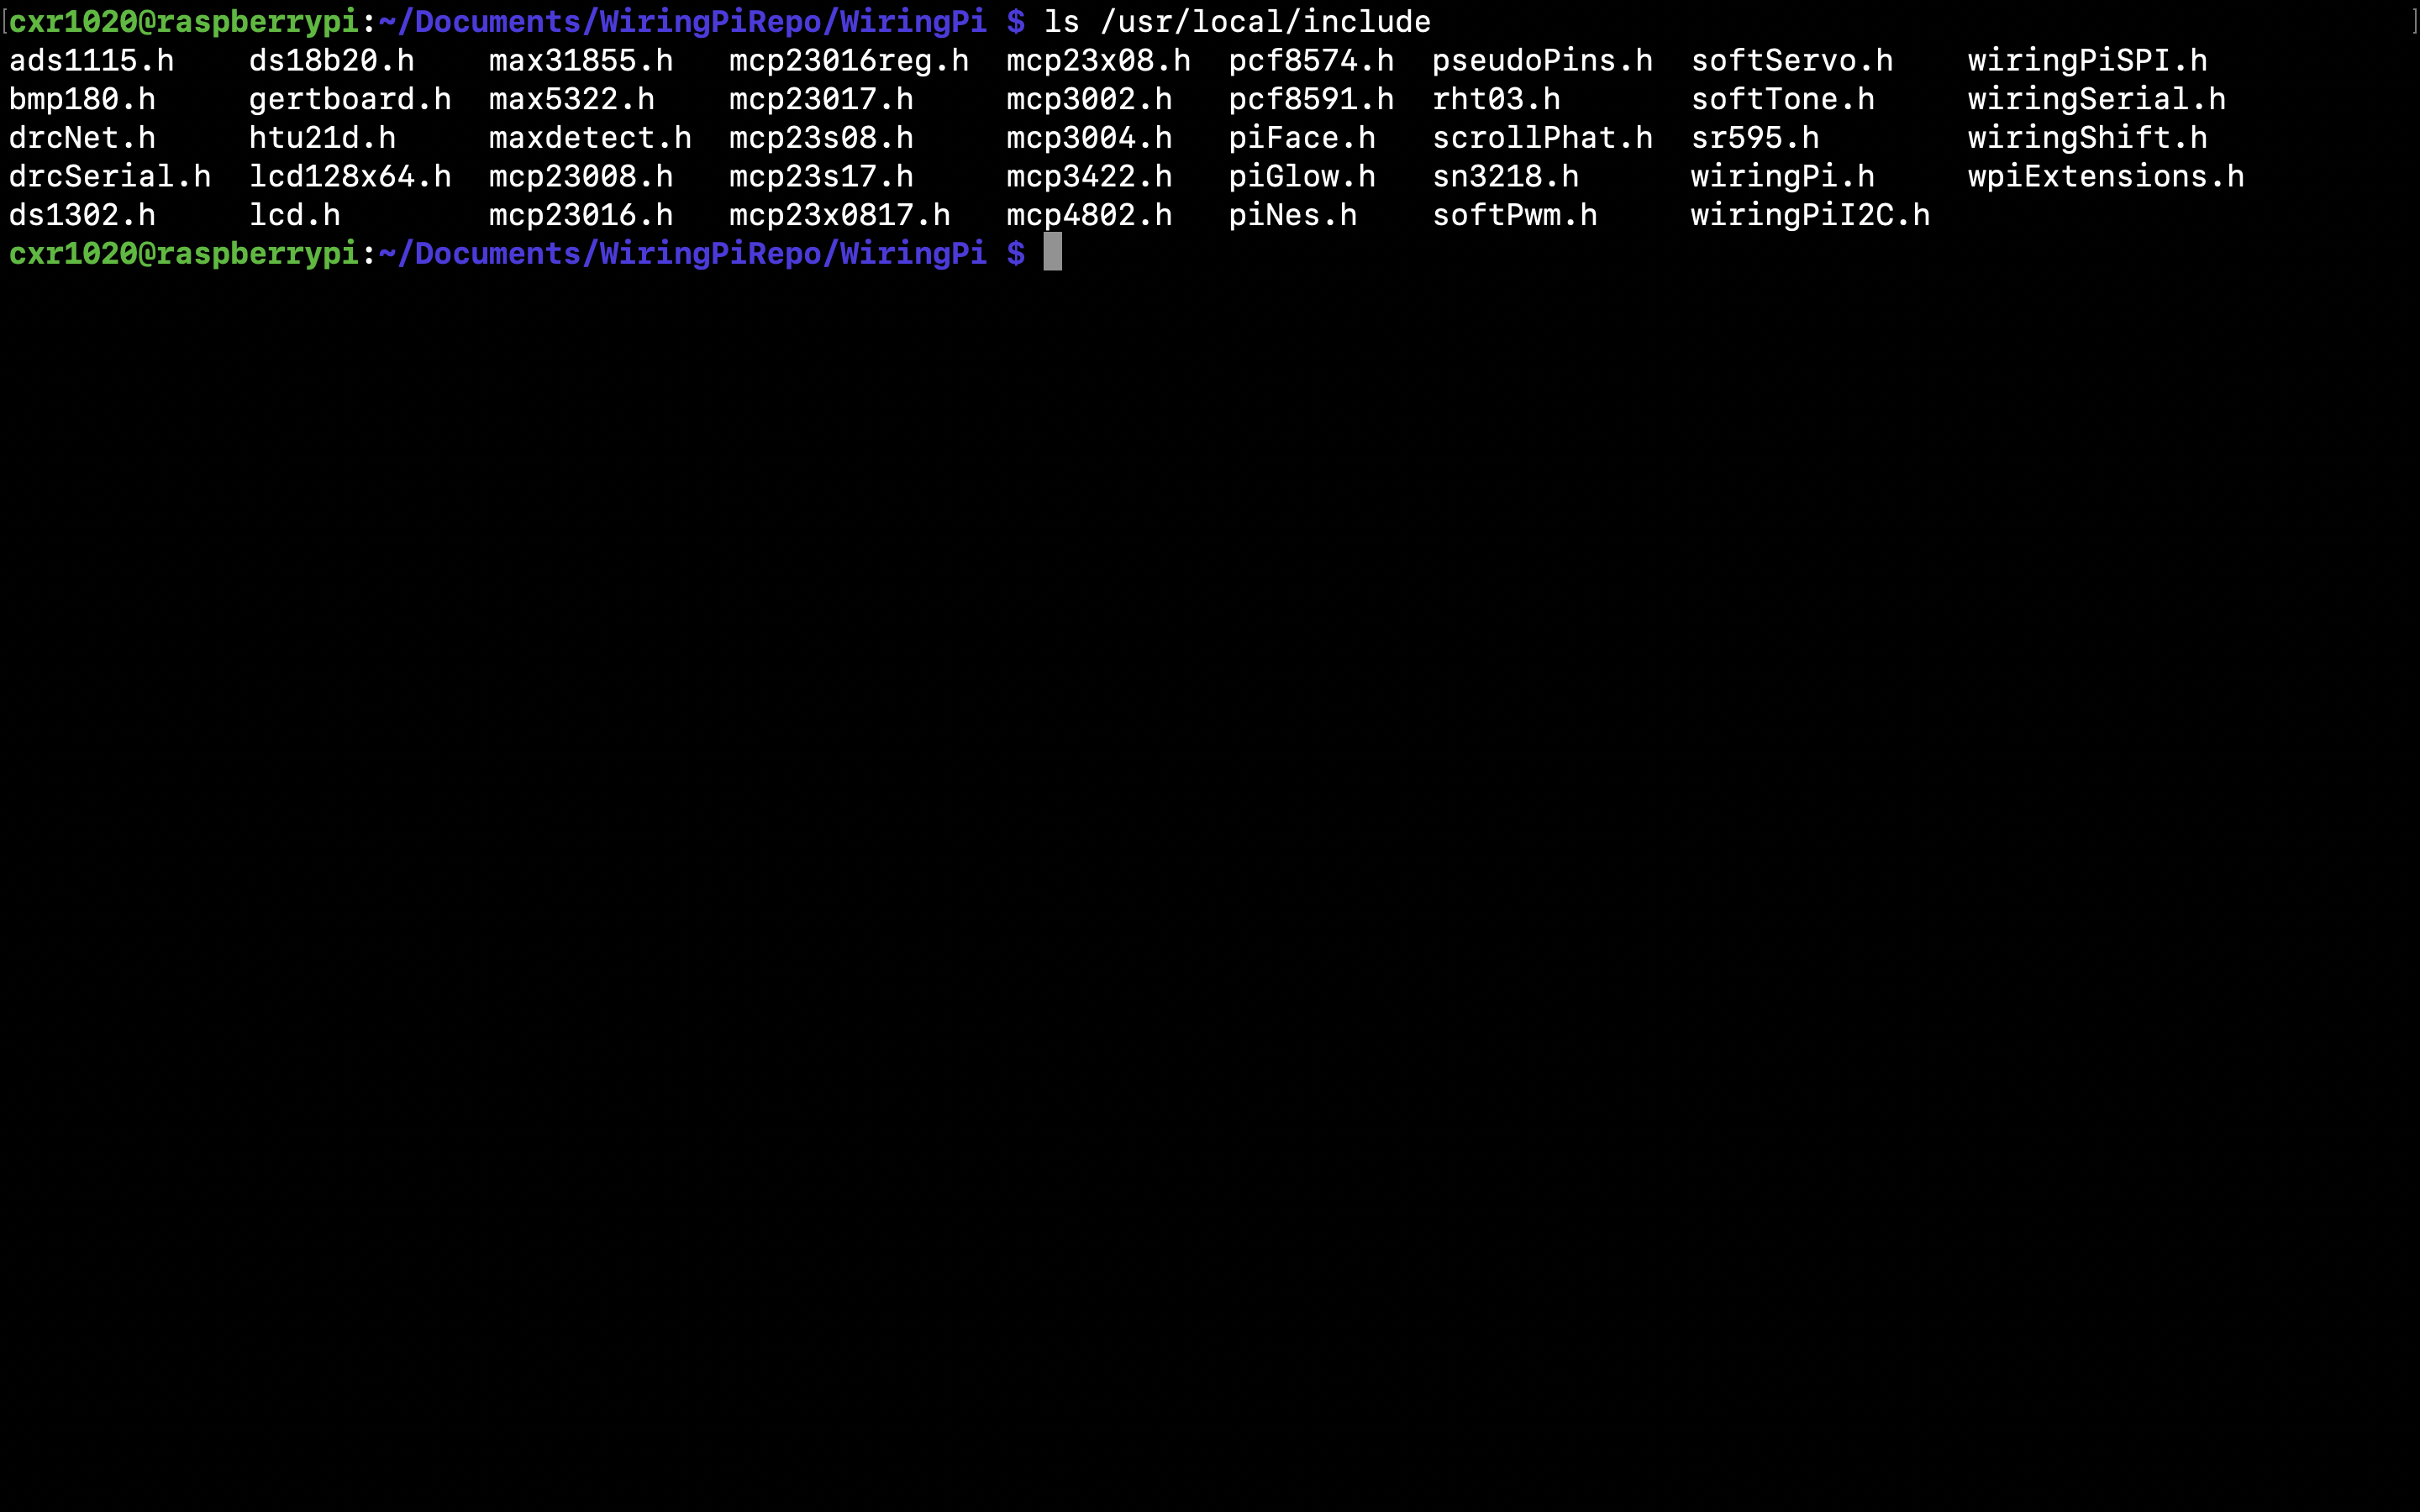 [cxr1020@raspberrypi:~/Documents/WiringPiRepo/WiringPi $ ls /usr/local/include ]
ads1115.h    ds18b20.h    max31855.h   mcp23016reg.h  mcp23x08.h  pcf8574.h  pseudoPins.h  softServo.h    wiringPiSPI.h
bmp180.h     gertboard.h  max5322.h    mcp23017.h     mcp3002.h   pcf8591.h  rht03.h       softTone.h     wiringSerial.h
drcNet.h     htu21d.h     maxdetect.h  mcp23s08.h     mcp3004.h   piFace.h   scrollPhat.h  sr595.h        wiringShift.h
drcSerial.h  lcd128x64.h  mcp23008.h   mcp23s17.h     mcp3422.h   piGlow.h   sn3218.h      wiringPi.h     wpiExtensions.h
ds1302.h     lcd.h        mcp23016.h   mcp23x0817.h   mcp4802.h   piNes.h    softPwm.h     wiringPiI2C.h
cxr1020@raspberrypi:~/Documents/WiringPiRepo/WiringPi $